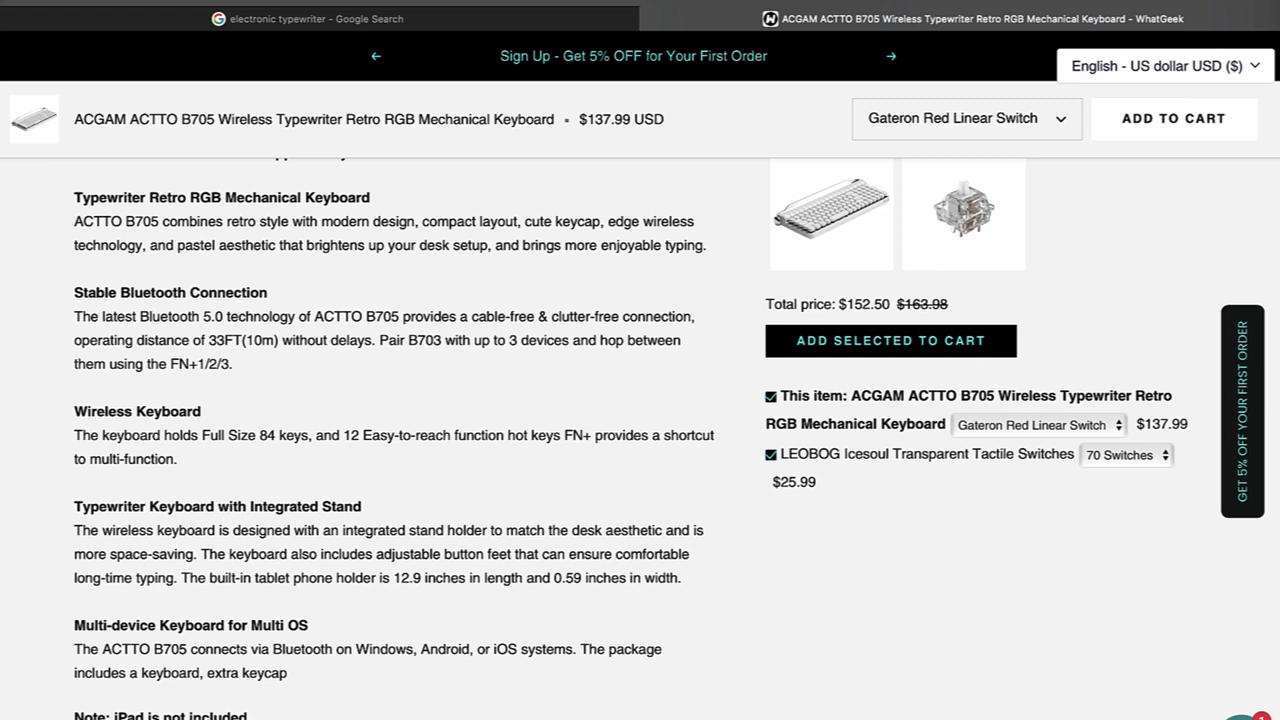 electronic typewriter - Google Search
ACGAM ACTTO B705 Wireless Typewriter Retro RGB Mechanical Keyboard - WhatGeek
← Sign Up - Get 5% OFF for Your First Order →
English - US dollar USD ($)
ACGAM ACTTO B705 Wireless Typewriter Retro RGB Mechanical Keyboard • $137.99 USD
Gateron Red Linear Switch
ADD TO CART
Typewriter Retro RGB Mechanical Keyboard
ACTTO B705 combines retro style with modern design, compact layout, cute keycap, edge wireless
technology, and pastel aesthetic that brightens up your desk setup, and brings more enjoyable typing.
Stable Bluetooth Connection
The latest Bluetooth 5.0 technology of ACTTO B705 provides a cable-free & clutter-free connection,
operating distance of 33FT(10m) without delays. Pair B703 with up to 3 devices and hop between
them using the FN+1/2/3.
Wireless Keyboard
The keyboard holds Full Size 84 keys, and 12 Easy-to-reach function hot keys FN+ provides a shortcut
to multi-function.
Typewriter Keyboard with Integrated Stand
The wireless keyboard is designed with an integrated stand holder to match the desk aesthetic and is
more space-saving. The keyboard also includes adjustable button feet that can ensure comfortable
long-time typing. The built-in tablet phone holder is 12.9 inches in length and 0.59 inches in width.
Multi-device Keyboard for Multi OS
The ACTTO B705 connects via Bluetooth on Windows, Android, or iOS systems. The package
includes a keyboard, extra keycap
Note: iPad is not included
Total price: $152.50 $163.98
ADD SELECTED TO CART
This item: ACGAM ACTTO B705 Wireless Typewriter Retro
RGB Mechanical Keyboard Gateron Red Linear Switch $137.99
LEOBOG Icesoul Transparent Tactile Switches 70 Switches
$25.99
GET 5% OFF YOUR FIRST ORDER
1